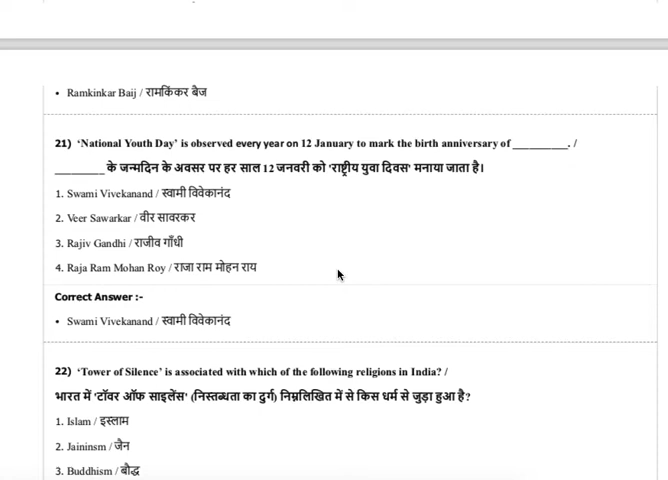 • Ramkinkar Baij / रामकिंकर बैज
21) ‘National Youth Day’ is observed every year on 12 January to mark the birth anniversary of _________. /
_________ के जन्मदिन के अवसर पर हर साल 12 जनवरी को 'राष्ट्रीय युवा दिवस' मनाया जाता है।
1. Swami Vivekanand / स्वामी विवेकानंद
2. Veer Sawarkar / वीर सावरकर
3. Rajiv Gandhi / राजीव गाँधी
4. Raja Ram Mohan Roy / राजा राम मोहन राय
Correct Answer :-
• Swami Vivekanand / स्वामी विवेकानंद
22) ‘Tower of Silence’ is associated with which of the following religions in India? /
भारत में 'टॉवर ऑफ साइलेंस' (निस्तब्धता का दुर्ग) निम्नलिखित में से किस धर्म से जुड़ा हुआ है?
1. Islam / इस्लाम
2. Jaininsm / जैन
3. Buddhism / बौद्ध